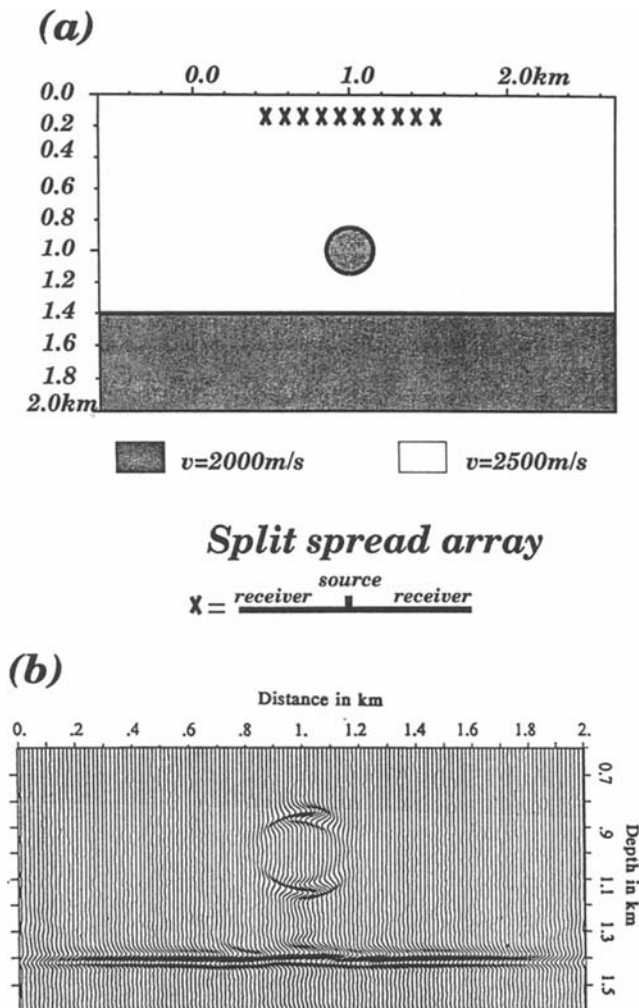 (a)
0.0 1.0 2.0km
0.0
0.2
0.4
0.6
0.8
1.0
1.2
1.4
1.6
1.8
2.0km
v=2000m/s v=2500m/s
Split spread array
source
X = receiver receiver
(b)
Distance in km
0. .2 .4 .6 .8 1. 1.2 1.4 1.6 1.8 2.
0.7
.9
1.1
1.3
1.5
Depth in km